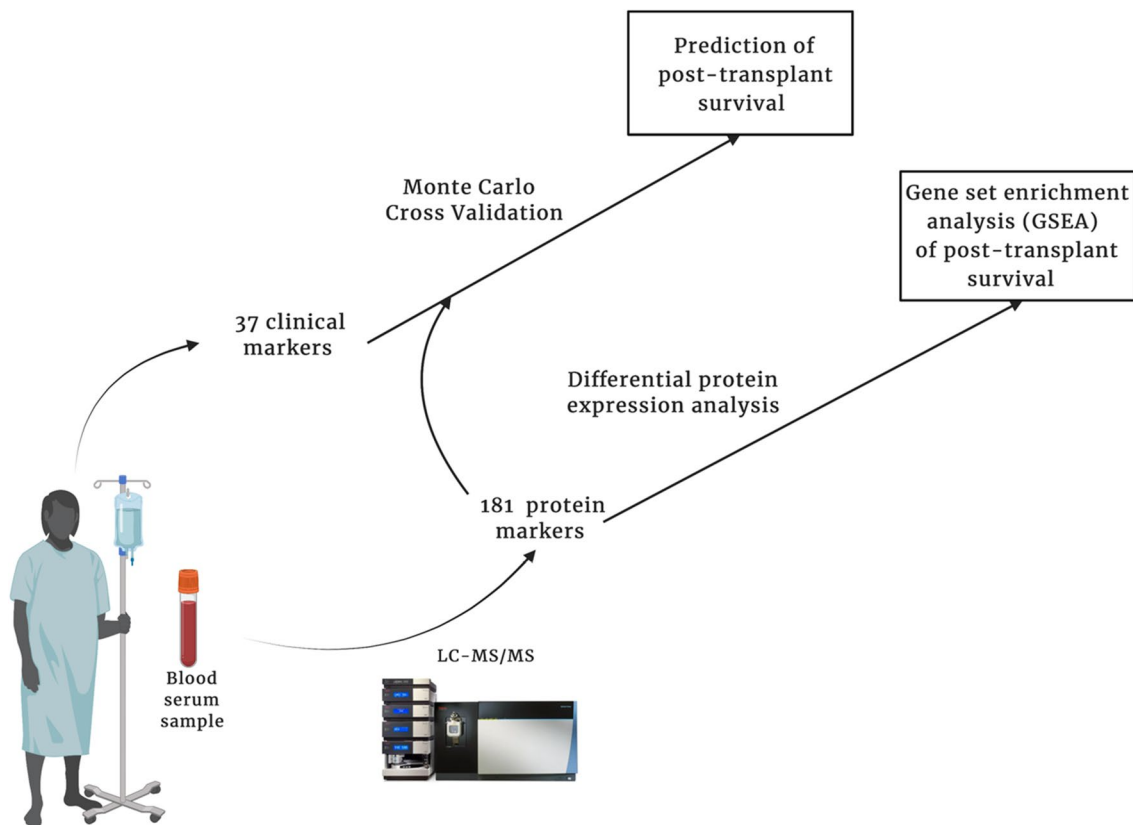 Prediction of
post-transplant
survival
Monte Carlo
Cross Validation
Gene set enrichment
analysis (GSEA)
of post-transplant
survival
37 clinical
markers
Differential protein
expression analysis
181 protein
markers
LC-MS/MS
Blood
serum
sample